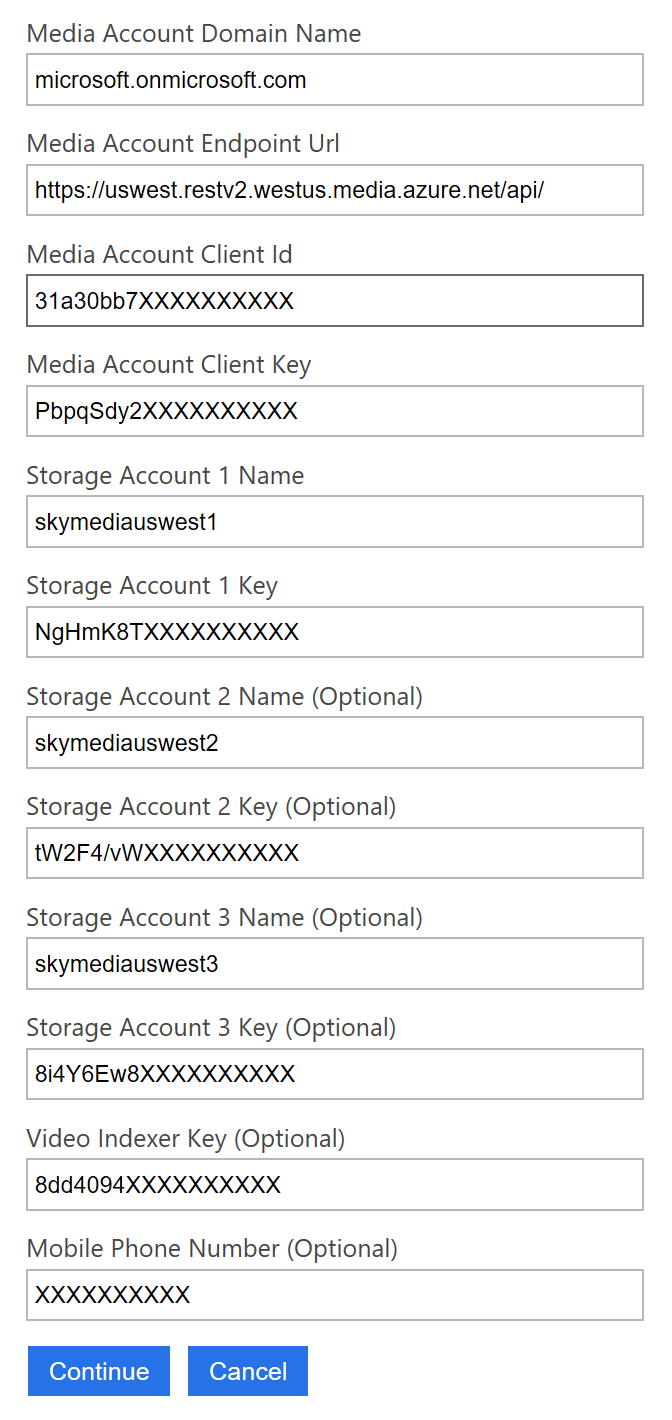 Media Account Domain Name
microsoft.onmicrosoft.com
Media Account Endpoint Url
https://uswest.restv2.westus.media.azure.net/api/
Media Account Client Id
31a30bb7XXXXXXXXXX
Media Account Client Key
PbpqSdy2XXXXXXXXXX
Storage Account 1 Name
skymediauswest1
Storage Account 1 Key
NgHmK8TXXXXXXXXXX
Storage Account 2 Name (Optional)
skymediauswest2
Storage Account 2 Key (Optional)
tW2F4/vWXXXXXXXXXX
Storage Account 3 Name (Optional)
skymediauswest3
Storage Account 3 Key (Optional)
8i4Y6Ew8XXXXXXXXXX
Video Indexer Key (Optional)
8dd4094XXXXXXXXXX
Mobile Phone Number (Optional)
XXXXXXXXXX
Continue Cancel